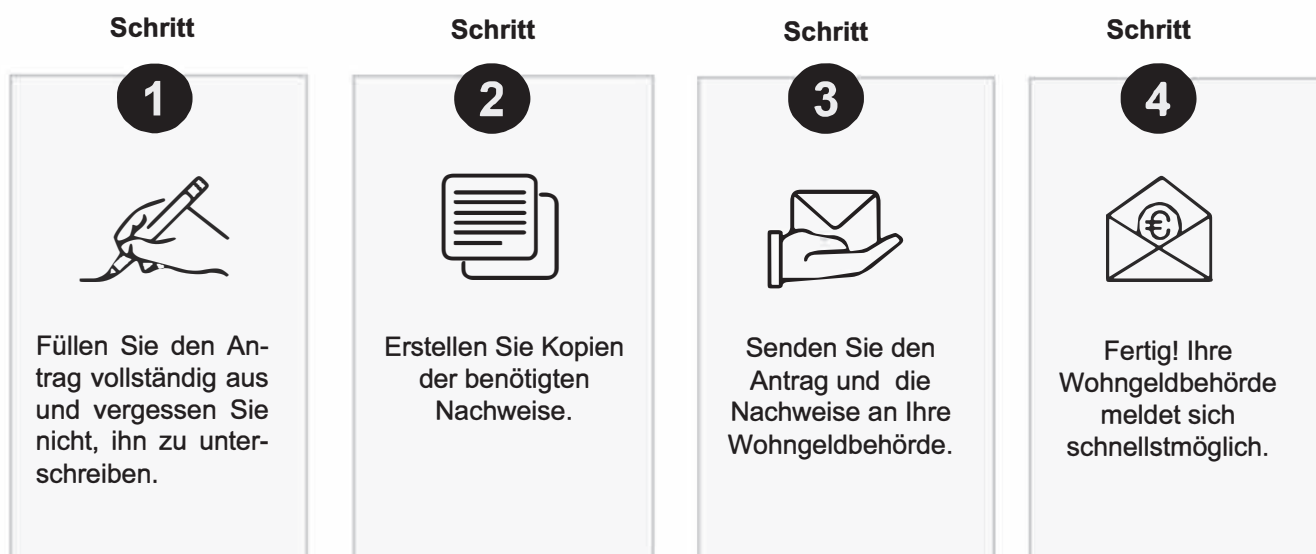 Schritt
1
Füllen Sie den An-
trag vollständig aus
und vergessen Sie
nicht, ihn zu unter-
schreiben.
Schritt
2
Erstellen Sie Kopien
der benötigten
Nachweise.
Schritt
3
Senden Sie den
Antrag und die
Nachweise an Ihre
Wohngeldbehörde.
Schritt
4
€
Fertig! Ihre
Wohngeldbehörde
meldet sich
schnellstmöglich.